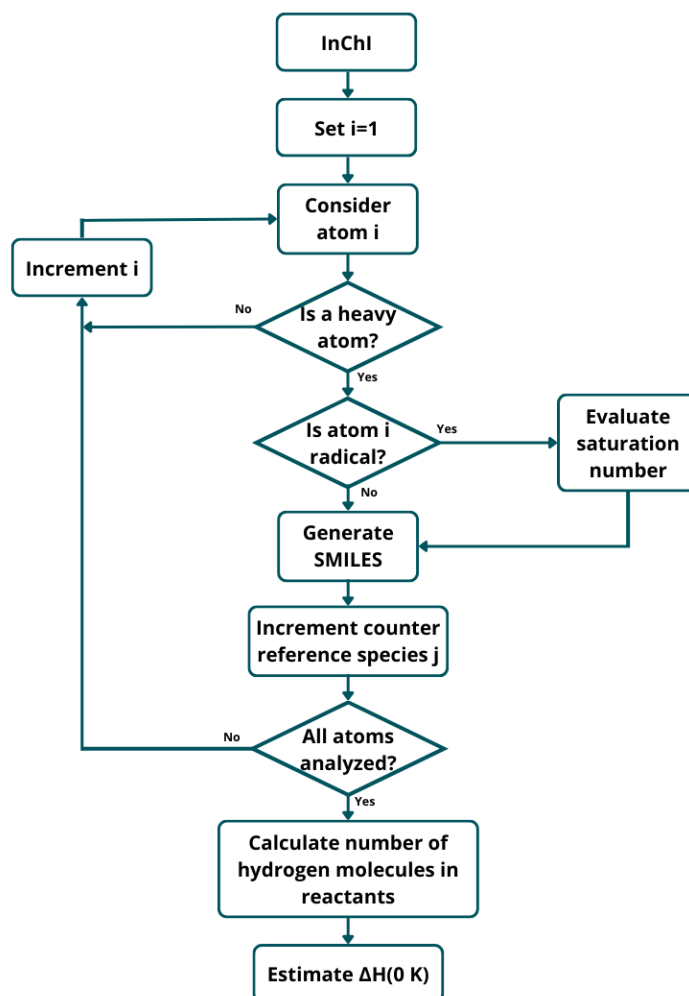 InChI
Set i=1
Consider
atom i
Increment i
No
Is a heavy
atom?
Yes
Is atom i
radical?
Yes
Evaluate
saturation
number
No
Generate
SMILES
Increment counter
reference species j
No
All atoms
analyzed?
Yes
Calculate number of
hydrogen molecules in
reactants
Estimate ΔH(0 K)